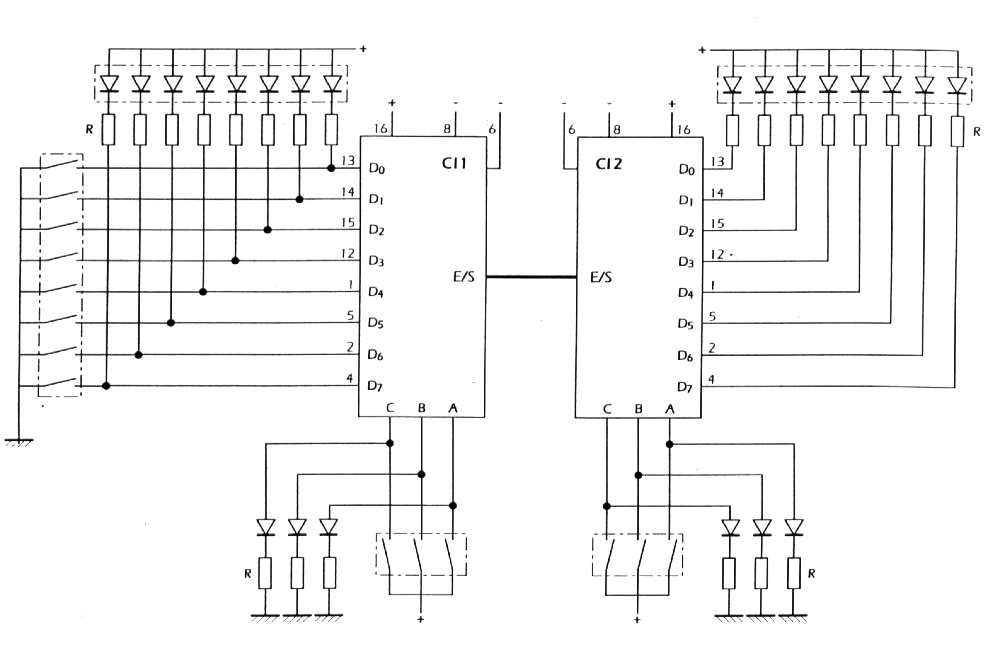 + +
+ - - - - +
R 16 8 6 6 8 16 R
13 D0 CI1 CI2 D0 13
14 D1 D1 14
15 D2 D2 15
12 D3 D3 12
E/S E/S
1 D4 D4 1
5 D5 D5 5
2 D6 D6 2
4 D7 D7 4
C B A C B A
R R
+ +